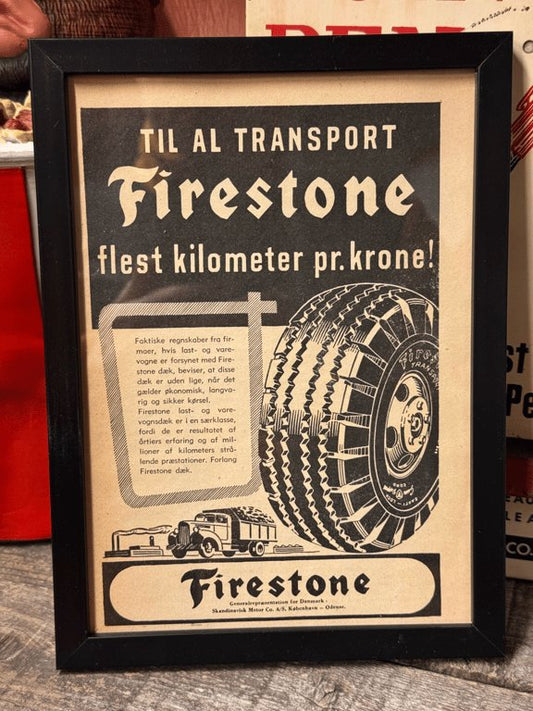 TIL AL TRANSPORT
Firestone
flest kilometer pr. krone!
Faktiske regnskaber fra fir-
moer, hvis last- og vare-
vogne er forsynet med Fire-
stone dæk, beviser, at disse
dæk er uden lige, når det
gælder økonomisk, langva-
rig og sikker kørsel.
Firestone last- og vare-
vognsdæk er i en særklasse,
fordi de er resultatet af
årtiers erfaring og af mil-
lioner af kilometers strå-
lende præstationer. Forlang
Firestone dæk.
Firestone
TRANSPORT
Firestone
Generalrepræsentation for Danmark:
Skandinavisk Motor Co. A/S. København - Odense.